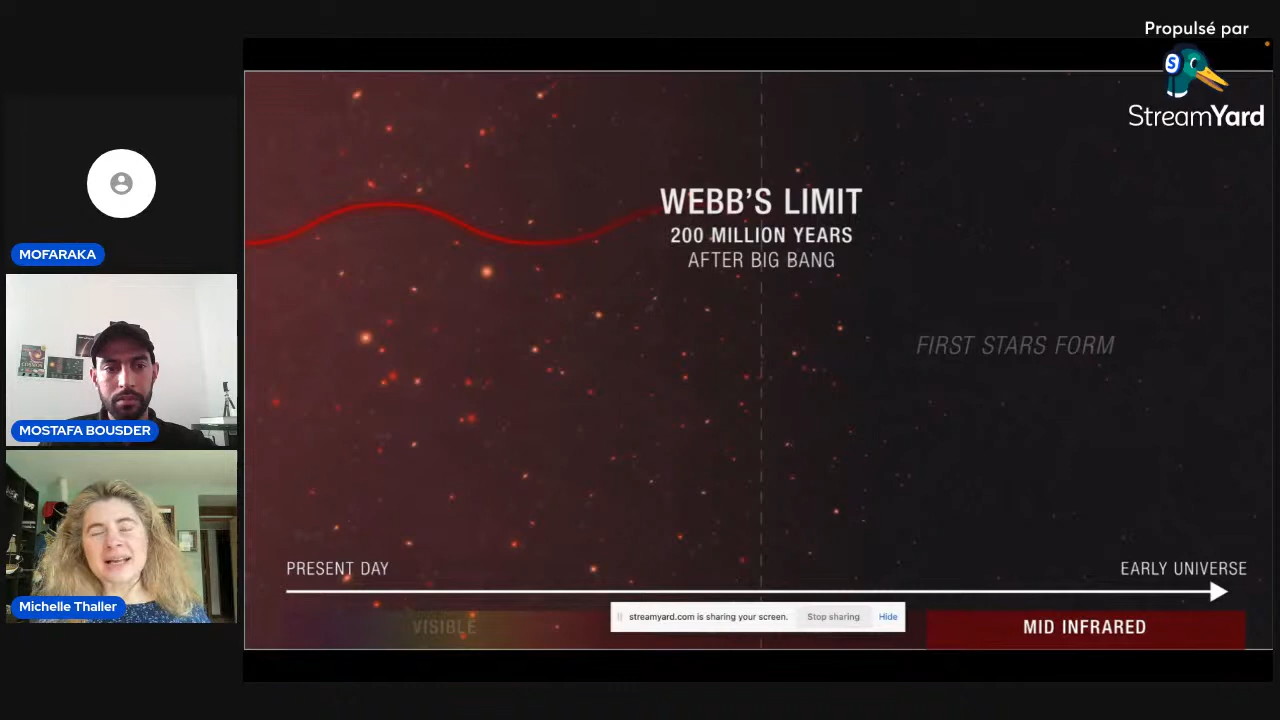 Propulsé par
StreamYard
MOFARAKA
MOSTAFA BOUSDER
Michelle Thaller
WEBB'S LIMIT
200 MILLION YEARS
AFTER BIG BANG
FIRST STARS FORM
PRESENT DAY
EARLY UNIVERSE
streamyard.com is sharing your screen.
Stop sharing
Hide
VISIBLE
MID INFRARED